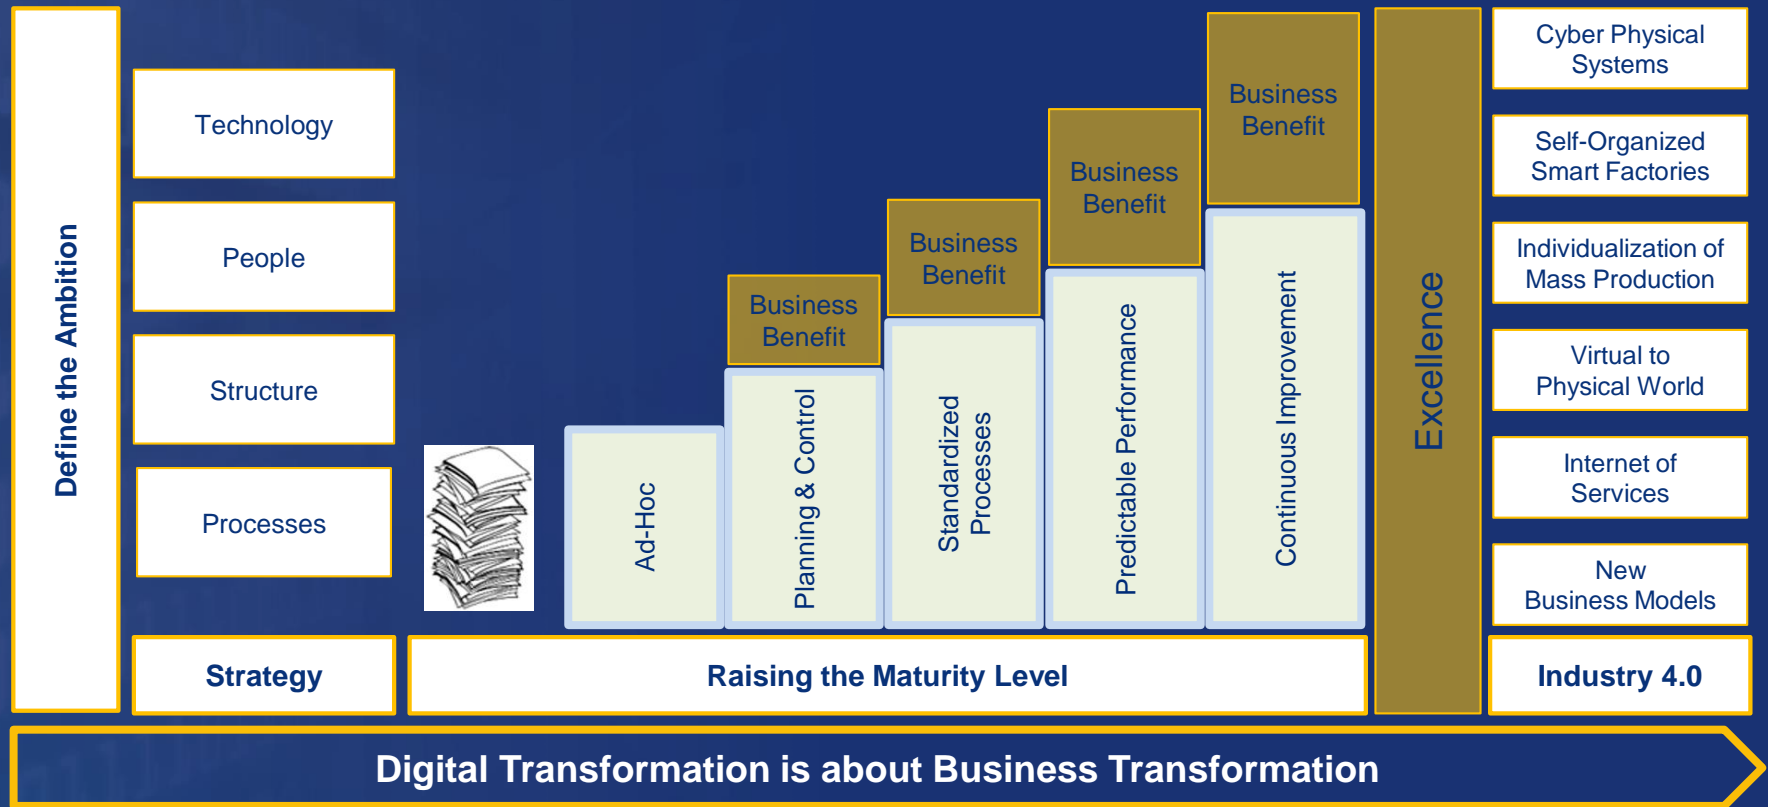 Define the Ambition
Technology
People
Structure
Processes
Strategy
Ad-Hoc
Planning & Control
Business
Benefit
Standardized
Processes
Business
Benefit
Predictable Performance
Business
Benefit
Continuous Improvement
Business
Benefit
Raising the Maturity Level
Excellence
Cyber Physical
Systems
Self-Organized
Smart Factories
Individualization of
Mass Production
Virtual to
Physical World
Internet of
Services
New
Business Models
Industry 4.0
Digital Transformation is about Business Transformation